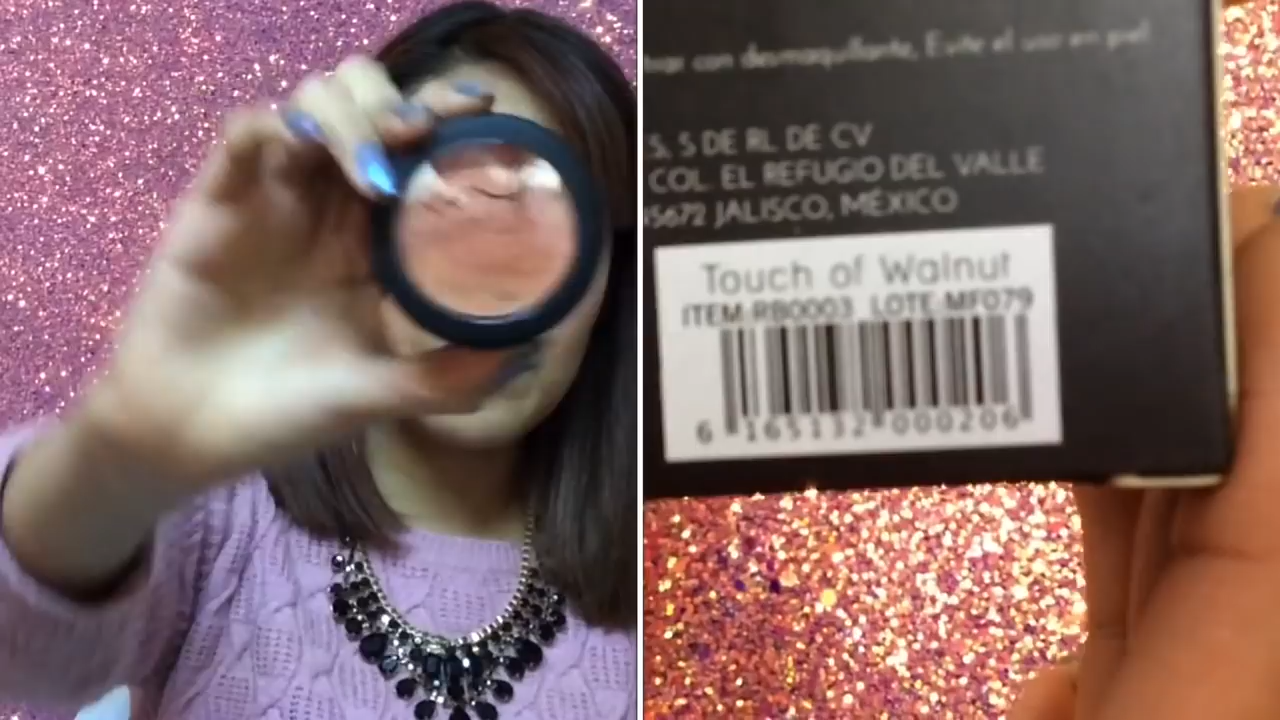 con desmaquillante, Evite el uso en piel
S, S DE RL DE CV
COL. EL REFUGIO DEL VALLE
45672 JALISCO, MÉXICO
Touch of Walnut
ITEM:RB0003 LOTE:MF079
6 165132 000206